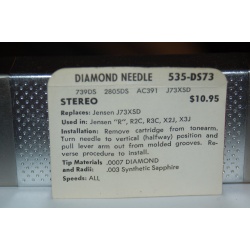 DIAMOND NEEDLE 535-DS73
739DS 2805DS AC391 J73XSD
STEREO $10.95
Replaces: Jensen J73XSD
Used in: Jensen "R", R2C, R3C, X2J, X3J
Installation: Remove cartridge from tonearm.
Turn needle to vertical (halfway) position and
pull lever arm out from molded grooves. Re-
verse procedure to install.
Tip Materials .0007 DIAMOND
and Radii: .003 Synthetic Sapphire
Speeds: ALL